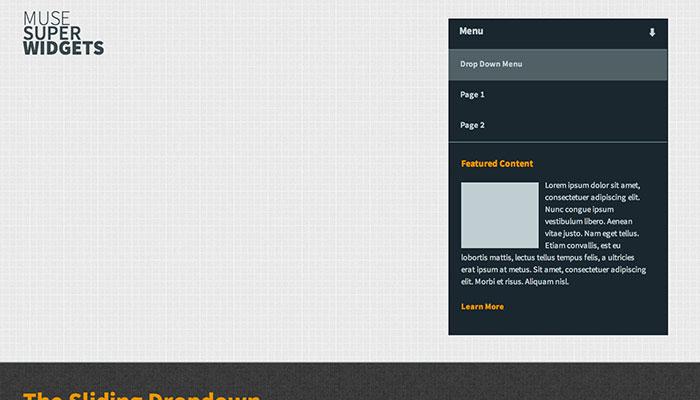 MUSE
SUPER
WIDGETS
Menu
Drop Down Menu
Page 1
Page 2
Featured Content
Lorem ipsum dolor sit amet,
consectetuer adipiscing elit.
Nunc congue ipsum
vestibulum libero. Aenean
vitae justo. Nam eget tellus.
Etiam convallis, est eu
lobortis mattis, lectus tellus tempus felis, a ultricies
erat ipsum at metus. Sit amet, consectetuer adipiscing
elit. Morbi et risus. Aliquam nisl.
Learn More
The Sliding Dropdown